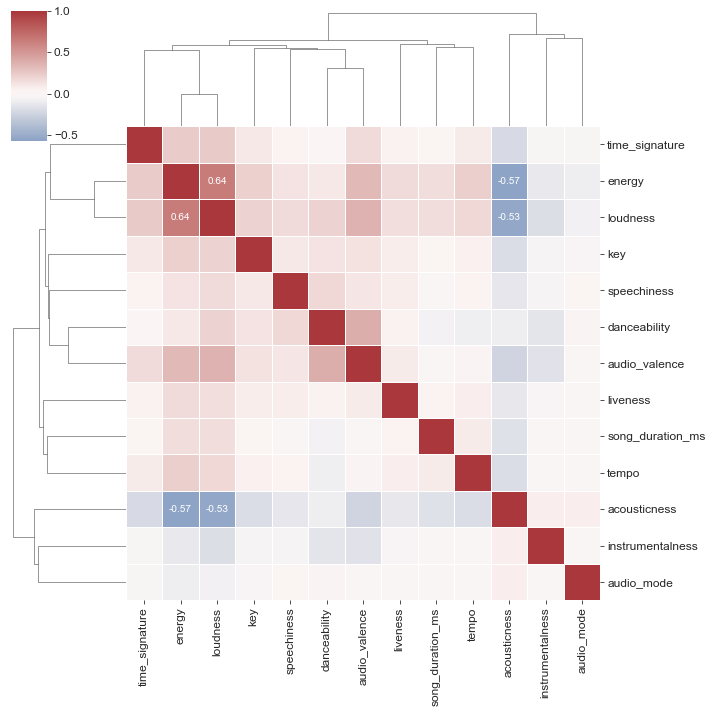 1.0
0.5
0.0
−0.5
time_signature
0.64
-0.57
energy
0.64
-0.53
loudness
key
speechiness
danceability
audio_valence
liveness
song_duration_ms
tempo
-0.57
-0.53
acousticness
instrumentalness
audio_mode
time_signature
energy
loudness
key
speechiness
danceability
audio_valence
liveness
song_duration_ms
tempo
acousticness
instrumentalness
audio_mode